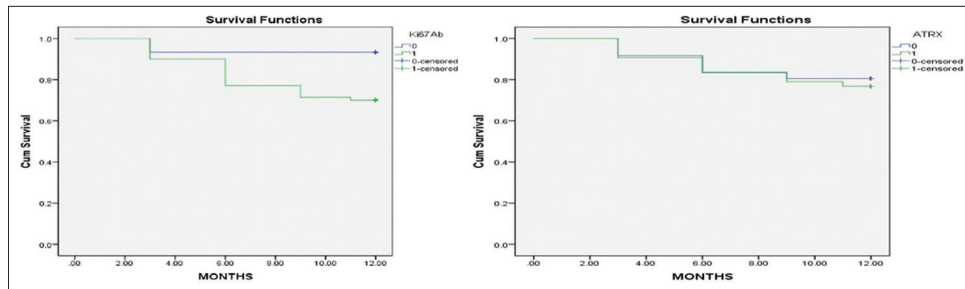 Survival Functions
Ki67Ab
0
1
0-censored
1-censored
Cum Survival
1.0
0.8
0.6
0.4
0.2
0.0
.00 2.00 4.00 6.00 8.00 10.00 12.00
MONTHS
Survival Functions
ATRX
0
1
0-censored
1-censored
Cum Survival
1.0
0.8
0.6
0.4
0.2
0.0
.00 2.00 4.00 6.00 8.00 10.00 12.00
MONTHS